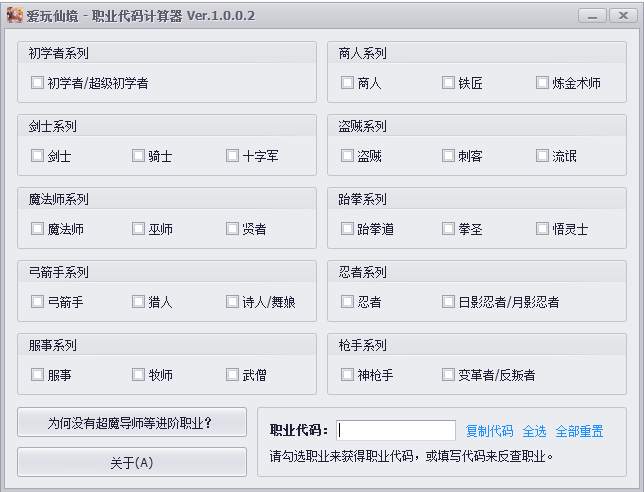 爱玩仙境 - 职业代码计算器 Ver.1.0.0.2
初学者系列
初学者/超级初学者
商人系列
商人 铁匠 炼金术师
剑士系列
剑士 骑士 十字军
盗贼系列
盗贼 刺客 流氓
魔法师系列
魔法师 巫师 贤者
跆拳系列
跆拳道 拳圣 悟灵士
弓箭手系列
弓箭手 猎人 诗人/舞娘
忍者系列
忍者 日影忍者/月影忍者
服事系列
服事 牧师 武僧
枪手系列
神枪手 变革者/反叛者
为何没有超魔导师等进阶职业?
关于(A)
职业代码: 复制代码 全选 全部重置
请勾选职业来获得职业代码，或填写代码来反查职业。